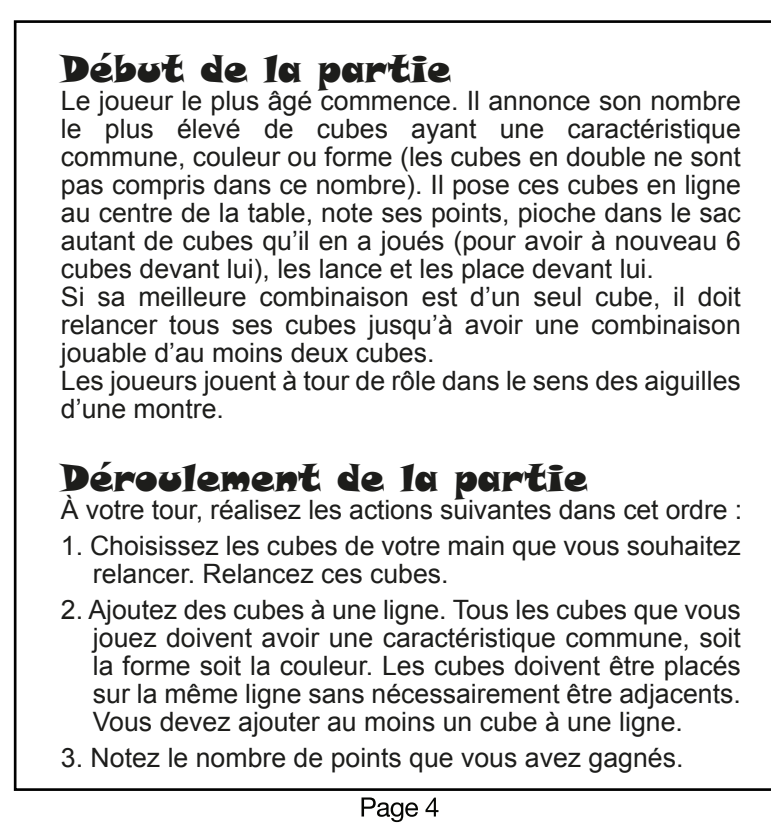 Début de la partie
Le joueur le plus âgé commence. Il annonce son nombre
le plus élevé de cubes ayant une caractéristique
commune, couleur ou forme (les cubes en double ne sont
pas compris dans ce nombre). Il pose ces cubes en ligne
au centre de la table, note ses points, pioche dans le sac
autant de cubes qu'il en a joués (pour avoir à nouveau 6
cubes devant lui), les lance et les place devant lui.
Si sa meilleure combinaison est d'un seul cube, il doit
relancer tous ses cubes jusqu'à avoir une combinaison
jouable d'au moins deux cubes.
Les joueurs jouent à tour de rôle dans le sens des aiguilles
d'une montre.
Déroulement de la partie
À votre tour, réalisez les actions suivantes dans cet ordre :
1. Choisissez les cubes de votre main que vous souhaitez
relancer. Relancez ces cubes.
2. Ajoutez des cubes à une ligne. Tous les cubes que vous
jouez doivent avoir une caractéristique commune, soit
la forme soit la couleur. Les cubes doivent être placés
sur la même ligne sans nécessairement être adjacents.
Vous devez ajouter au moins un cube à une ligne.
3. Notez le nombre de points que vous avez gagnés.
Page 4